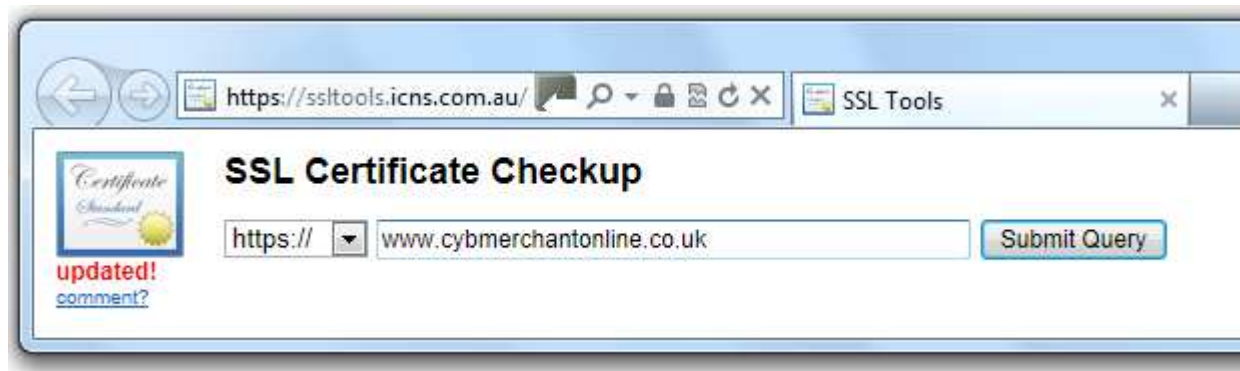 https://ssltools.icns.com.au/
SSL Tools
Certificate
Standard
SSL Certificate Checkup
https://
www.cybmerchantonline.co.uk
Submit Query
updated!
comment?